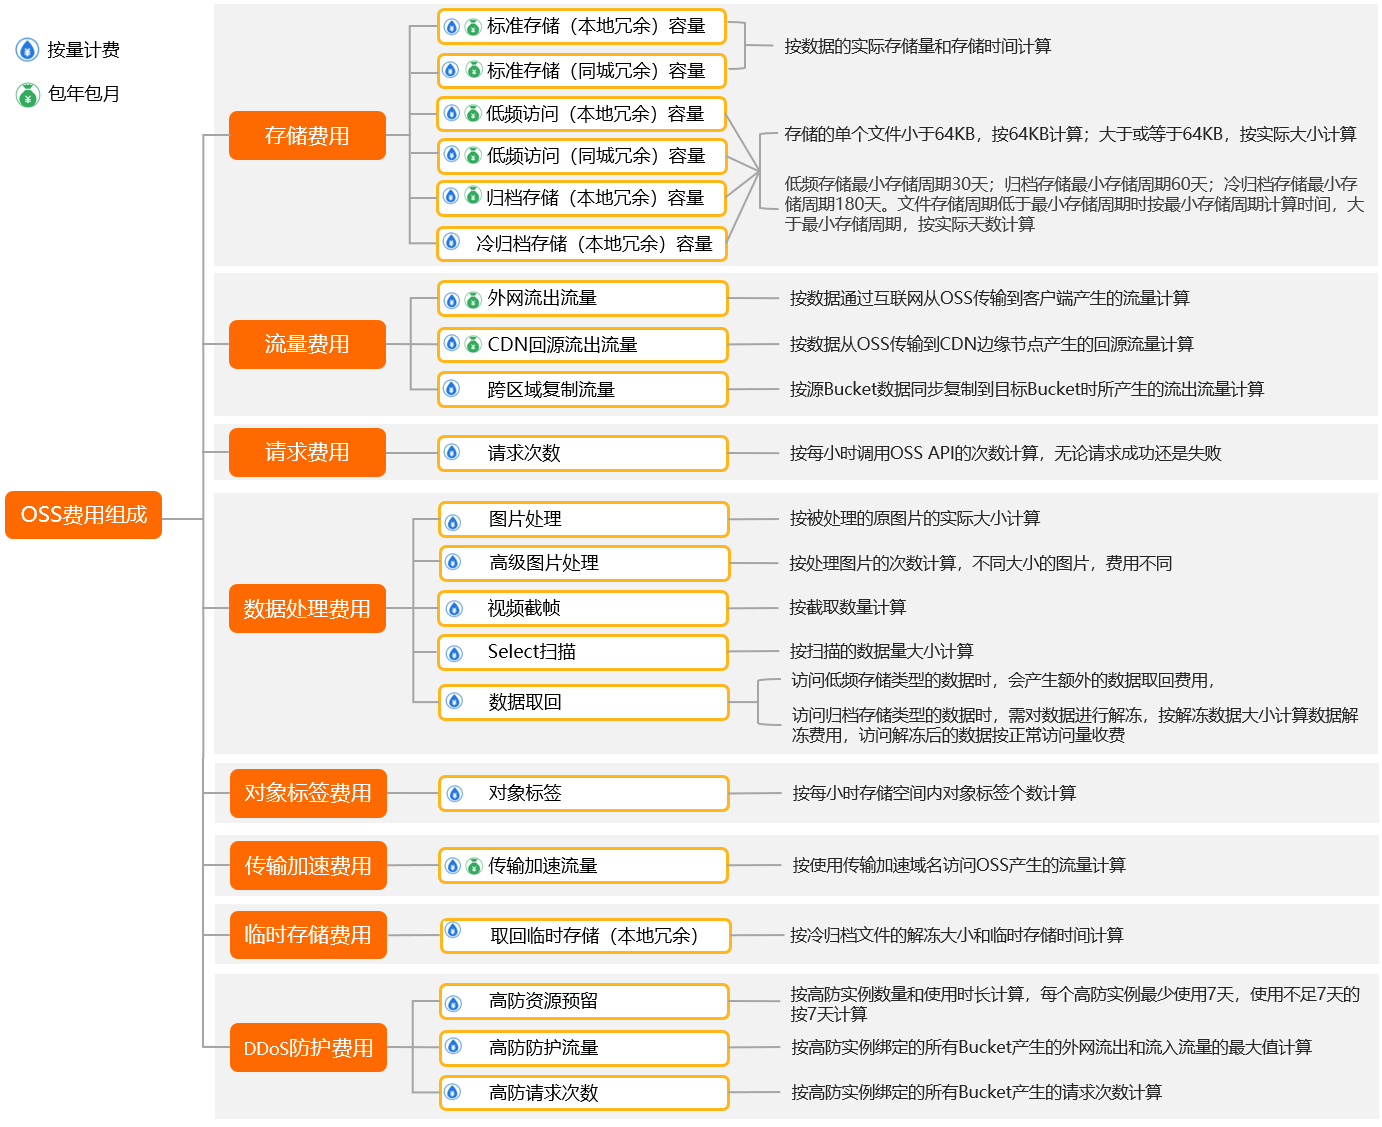 按量计费
包年包月
OSS费用组成
存储费用
标准存储（本地冗余）容量
标准存储（同城冗余）容量
按数据的实际存储量和存储时间计算
低频访问（本地冗余）容量
低频访问（同城冗余）容量
归档存储（本地冗余）容量
冷归档存储（本地冗余）容量
存储的单个文件小于64KB，按64KB计算；大于或等于64KB，按实际大小计算
低频存储最小存储周期30天；归档存储最小存储周期60天；冷归档存储最小存
储周期180天。文件存储周期低于最小存储周期时按最小存储周期计算时间，大
于最小存储周期，按实际天数计算
流量费用
外网流出流量
按数据通过互联网从OSS传输到客户端产生的流量计算
CDN回源流出流量
按数据从OSS传输到CDN边缘节点产生的回源流量计算
跨区域复制流量
按源Bucket数据同步复制到目标Bucket时所产生的流出流量计算
请求费用
请求次数
按每小时调用OSS API的次数计算，无论请求成功还是失败
数据处理费用
图片处理
按被处理的原图片的实际大小计算
高级图片处理
按处理图片的次数计算，不同大小的图片，费用不同
视频截帧
按截取数量计算
Select扫描
按扫描的数据量大小计算
数据取回
访问低频存储类型的数据时，会产生额外的数据取回费用，
访问归档存储类型的数据时，需对数据进行解冻，按解冻数据大小计算数据解
冻费用，访问解冻后的数据按正常访问量收费
对象标签费用
对象标签
按每小时存储空间内对象标签个数计算
传输加速费用
传输加速流量
按使用传输加速域名访问OSS产生的流量计算
临时存储费用
取回临时存储（本地冗余）
按冷归档文件的解冻大小和临时存储时间计算
DDoS防护费用
高防资源预留
按高防实例数量和使用时长计算，每个高防实例最少使用7天，使用不足7天的
按7天计算
高防防护流量
按高防实例绑定的所有Bucket产生的外网流出和流入流量的最大值计算
高防请求次数
按高防实例绑定的所有Bucket产生的请求次数计算